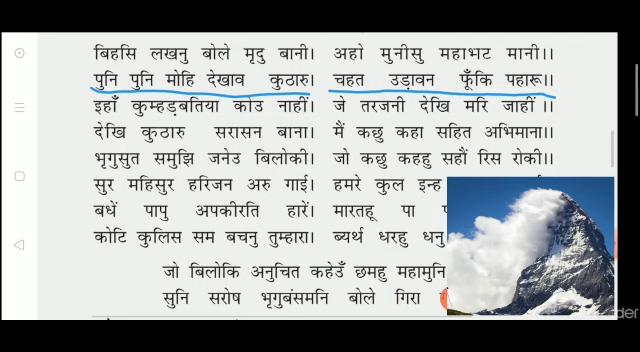 बिहसि लखनु बोले मृदु बानी। अहो मुनीसु महाभट मानी।।
पुनि पुनि मोहि देखाव कुठारु। चहत उड़ावन फूँकि पहारू।।
इहाँ कुम्हड़बतिया कोउ नाहीं। जे तरजनी देखि मरि जाहीं।।
देखि कुठारु सरासन बाना। मैं कछु कहा सहित अभिमाना।।
भृगुसुत समुझि जनेउ बिलोकी। जो कछु कहहु सहौं रिस रोकी।।
सुर महिसुर हरिजन अरु गाई। हमरे कुल इन्ह
बधें पापु अपकीरति हारें। मारतहू पा
कोटि कुलिस सम बचनु तुम्हारा। ब्यर्थ धरहु धनु
जो बिलोकि अनुचित कहेउँ छमहु महामुनि
सुनि सरोष भृगुबंसमनि बोले गिरा